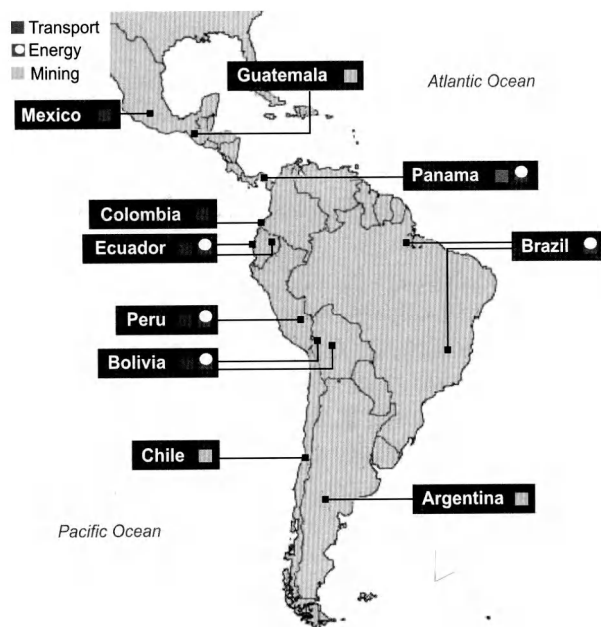 Transport
Energy
Mining
Guatemala
Atlantic Ocean
Mexico
Panama
Colombia
Ecuador
Brazil
Peru
Bolivia
Chile
Argentina
Pacific Ocean